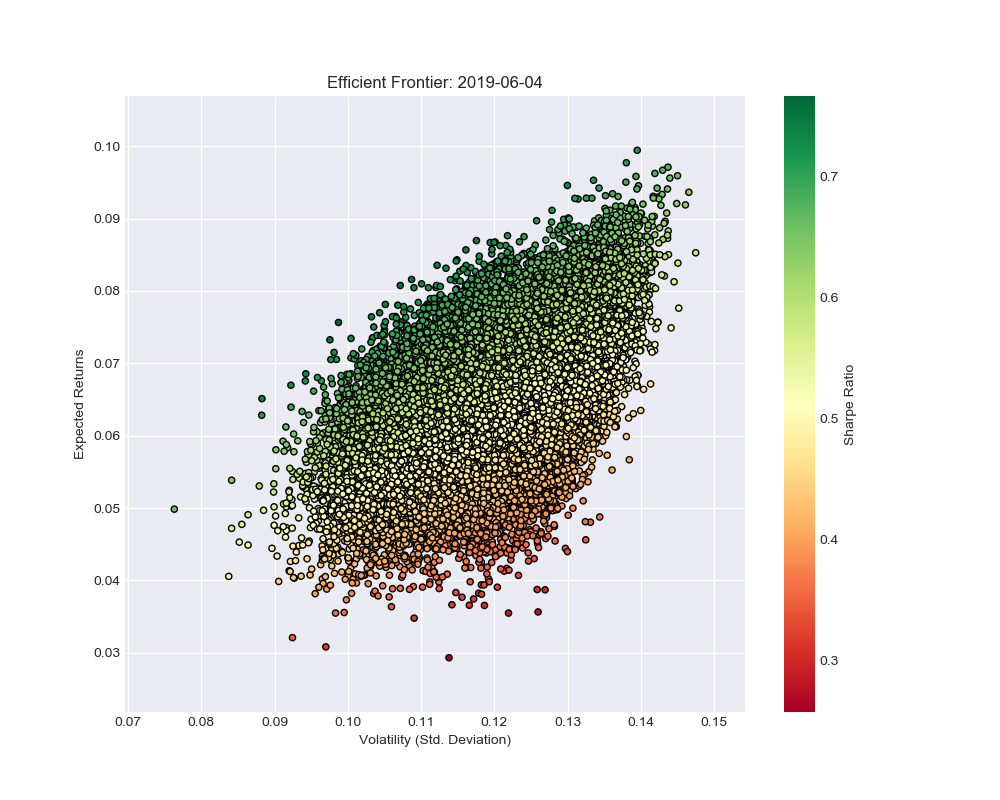 Efficient Frontier: 2019-06-04
0.10
0.09
0.08
0.07
0.06
0.05
0.04
0.03
Expected Returns
0.07 0.08 0.09 0.10 0.11 0.12 0.13 0.14 0.15
Volatility (Std. Deviation)
0.7
0.6
0.5
0.4
0.3
Sharpe Ratio